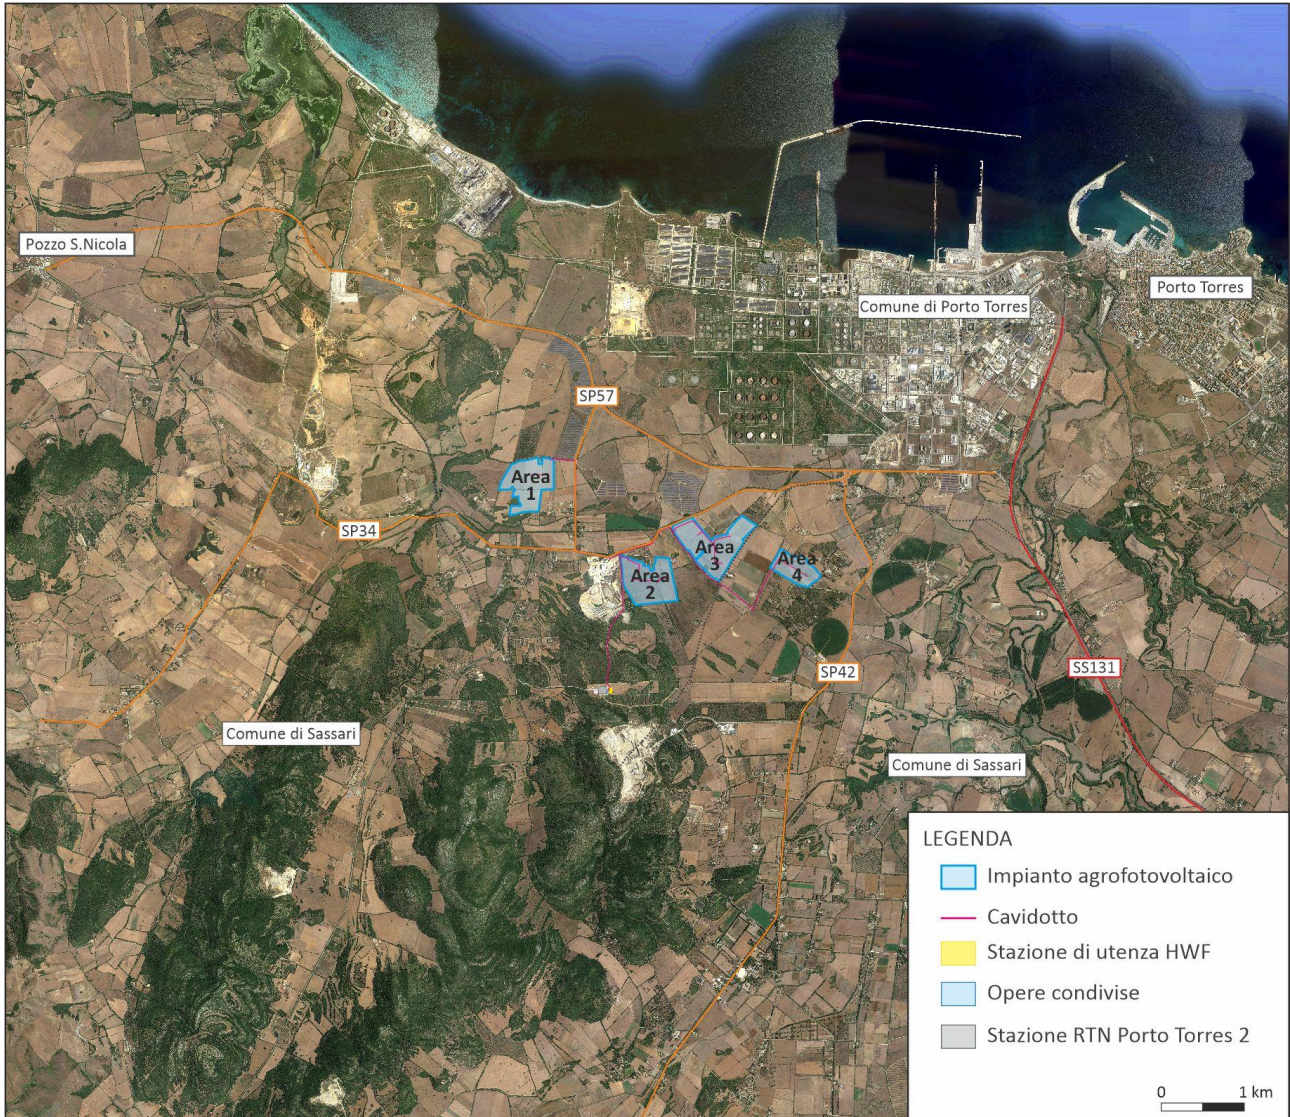 Pozzo S.Nicola
Porto Torres
Comune di Porto Torres
SP57
Area
1
SP34
Area
2
Area
3
Area
4
SP42
SS131
Comune di Sassari
Comune di Sassari
LEGENDA
Impianto agrofotovoltaico
Cavidotto
Stazione di utenza HWF
Opere condivise
Stazione RTN Porto Torres 2
0 1 km